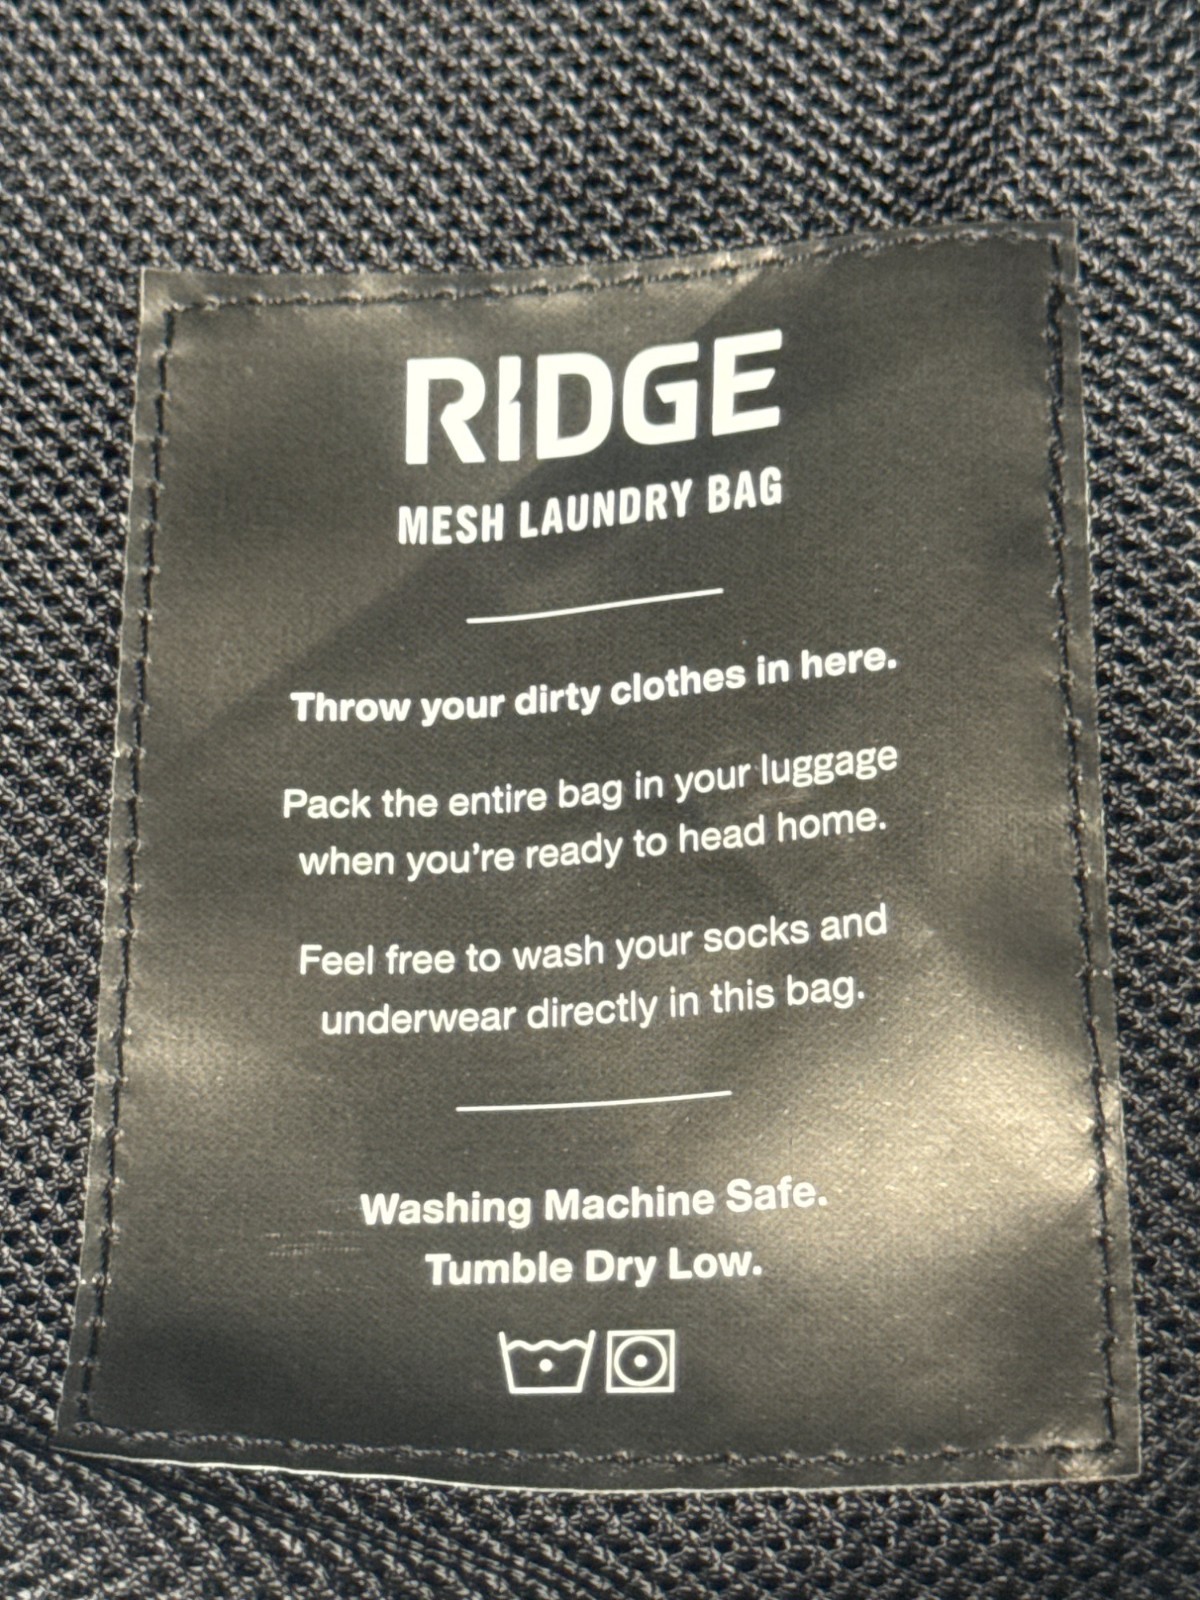 RIDGE
MESH LAUNDRY BAG
Throw your dirty clothes in here.
Pack the entire bag in your luggage
when you're ready to head home.
Feel free to wash your socks and
underwear directly in this bag.
Washing Machine Safe.
Tumble Dry Low.